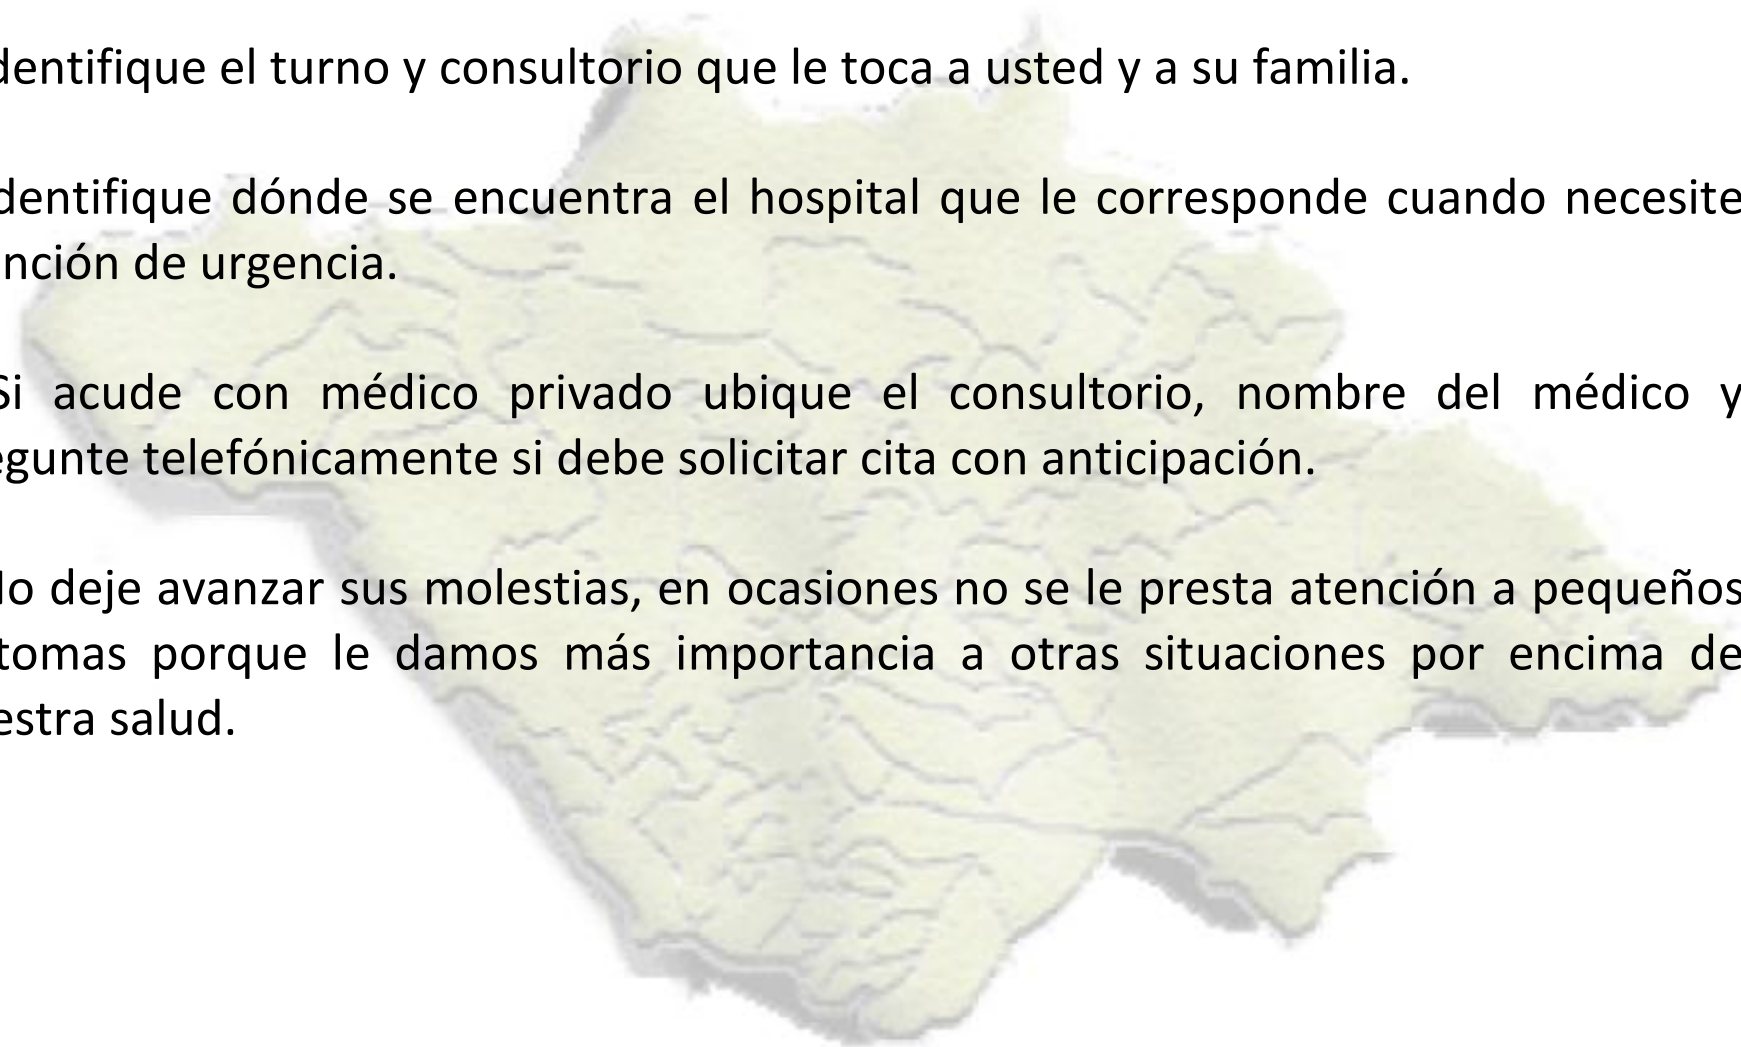 dentifique el turno y consultorio que le toca a usted y a su familia.
dentifique dónde se encuentra el hospital que le corresponde cuando necesite
nción de urgencia.
Si acude con médico privado ubique el consultorio, nombre del médico y
egunte telefónicamente si debe solicitar cita con anticipación.
lo deje avanzar sus molestias, en ocasiones no se le presta atención a pequeños
tomas porque le damos más importancia a otras situaciones por encima de
estra salud.